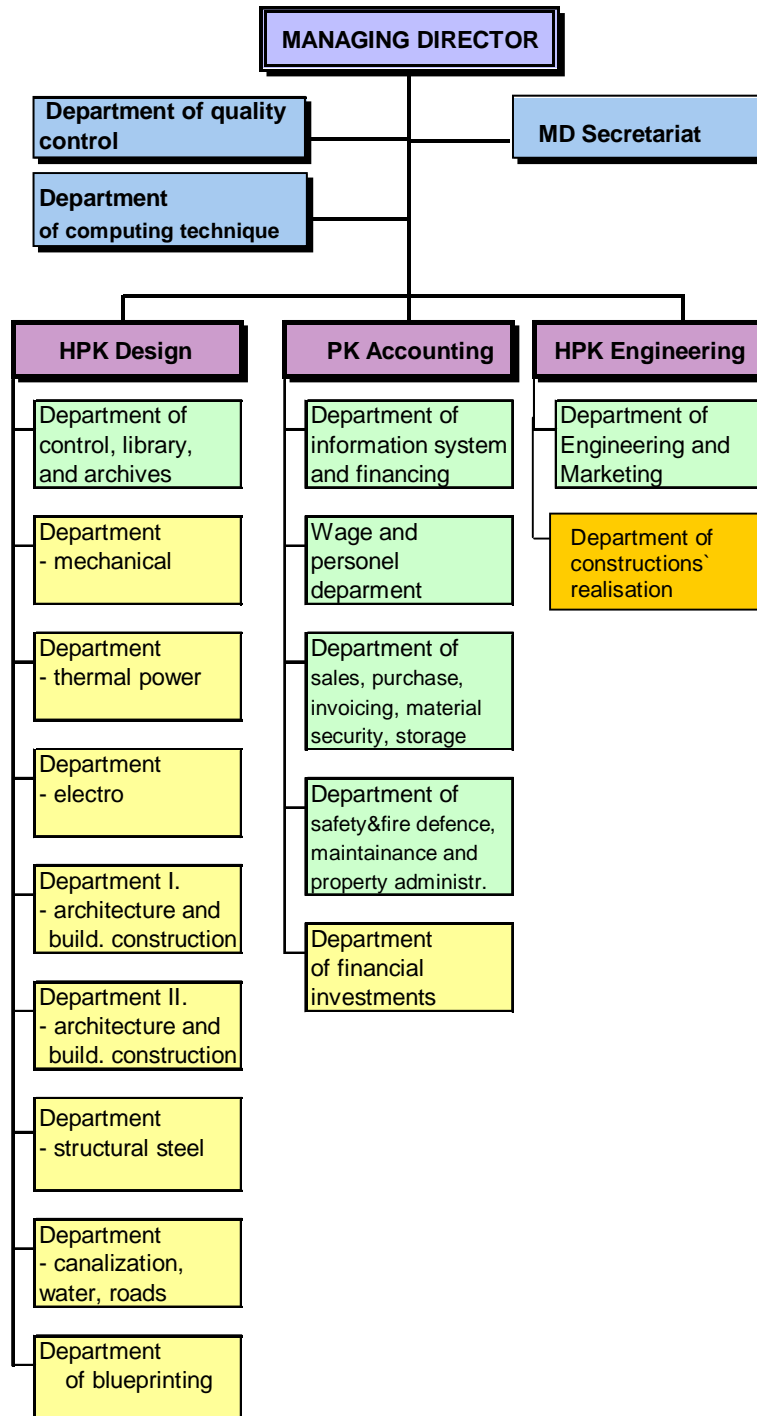 MANAGING DIRECTOR
Department of quality
control
MD Secretariat
Department
of computing technique
HPK Design
PK Accounting
HPK Engineering
Department of
control, library,
and archives
Department
- mechanical
Department
- thermal power
Department
- electro
Department I.
- architecture and
build. construction
Department II.
- architecture and
build. construction
Department
- structural steel
Department
- canalization,
water, roads
Department
of blueprinting
Department of
information system
and financing
Wage and
personel
deparment
Department of
sales, purchase,
invoicing, material
security, storage
Department of
safety&fire defence,
maintainance and
property administr.
Department
of financial
investments
Department of
Engineering and
Marketing
Department of
constructions`
realisation